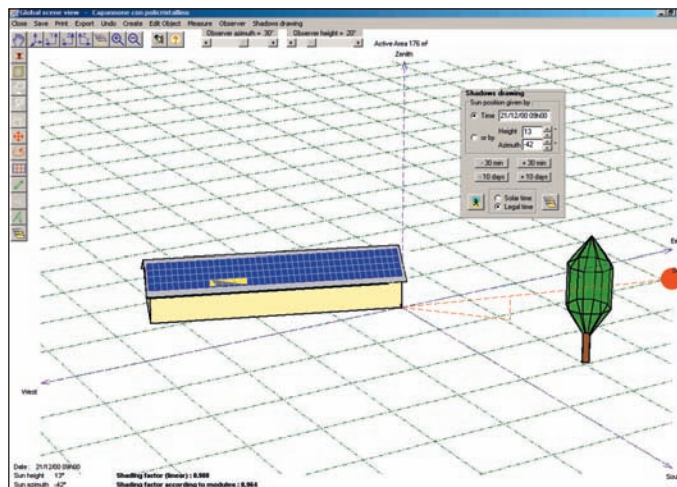 Global scene view - Capannone con policristallino
Close Save Print Export Undo Create Edit Object Measure Observer Shadows drawing
Observer azimuth = 30° Observer height = 20°
Active Area 176 m²
Zenith
Shadows drawing
Sun position given by :
Time 21/12/00 09h00
or by Height 13 °
Azimuth -42 °
- 30 min + 30 min
- 10 days + 10 days
Solar time
Legal time
Ea
S
West
Sou
Date : 21/12/00 09h00
Sun height 13° Shading factor (linear) : 0.988
Sun azimuth -42° Shading factor according to modules : 0.964